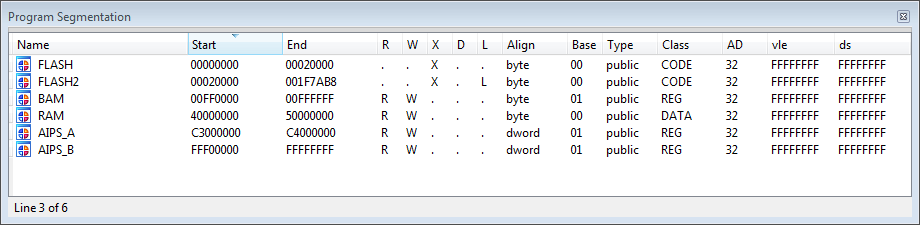 Program Segmentation
Name Start End R W X D L Align Base Type Class AD vle ds
FLASH 00000000 00020000 . . X . . byte 00 public CODE 32 FFFFFFFF FFFFFFFF
FLASH2 00020000 001F7AB8 . . X . L byte 00 public CODE 32 FFFFFFFF FFFFFFFF
BAM 00FF0000 00FFFFFF R W . . . byte 01 public REG 32 FFFFFFFF FFFFFFFF
RAM 40000000 50000000 R W . . . byte 00 public DATA 32 FFFFFFFF FFFFFFFF
AIPS_A C3000000 C4000000 R W . . . dword 01 public REG 32 FFFFFFFF FFFFFFFF
AIPS_B FFF00000 FFFFFFFF R W . . . dword 01 public REG 32 FFFFFFFF FFFFFFFF
Line 3 of 6